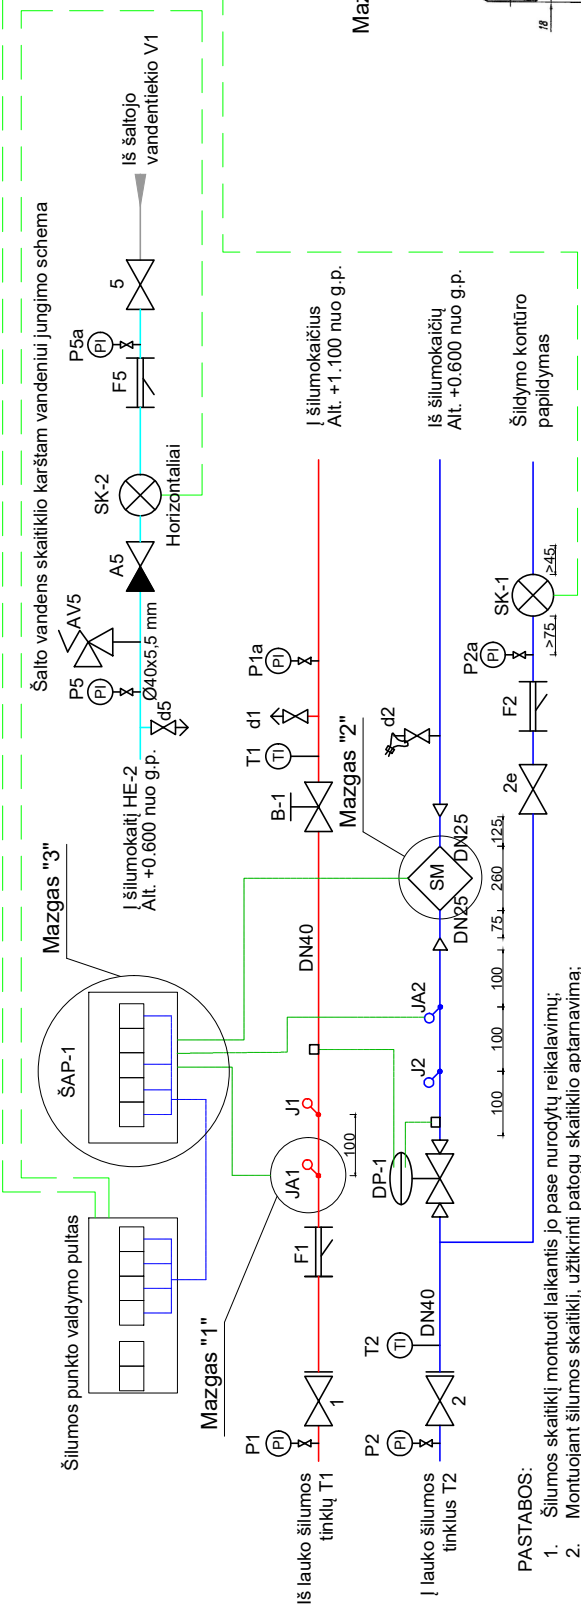 Šalto vandens skaitiklio karštam vandeniui jungimo schema
Iš šaltojo
vandentiekio V1
5
P5a
PI
F5
SK-2
Horizontaliai
A5
AV5
P5
PI
Ø40x5,5 mm
d5
Į šilumokaitį HE-2
Alt. +0.600 nuo g.p.
Mazgas "3"
ŠAP-1
Šilumos punkto valdymo pultas
Mazgas "1"
Į šilumokaičius
Alt. +1.100 nuo g.p.
P1a
PI
d1
T1
TI
B-1
Mazgas "2"
DN40
J1
JA1
100
F1
1
P1
PI
Iš lauko šilumos
tinklų T1
Iš šilumokaičių
Alt. +0.600 nuo g.p.
d2
DN25
SM
DN25
JA2
J2
DP-1
DN40
T2
TI
2
P2
PI
Į lauko šilumos
tinklus T2
Šildymo kontūro
papildymas
>45
SK-1
>75
P2a
PI
F2
2e
125
260
75
100
100
100
PASTABOS:
1. Šilumos skaitiklį montuoti laikantis jo pase nurodytų reikalavimų;
2. Montuojant šilumos skaitiklį, užtikrinti patogų skaitiklio aptarnavimą;
Maz
18